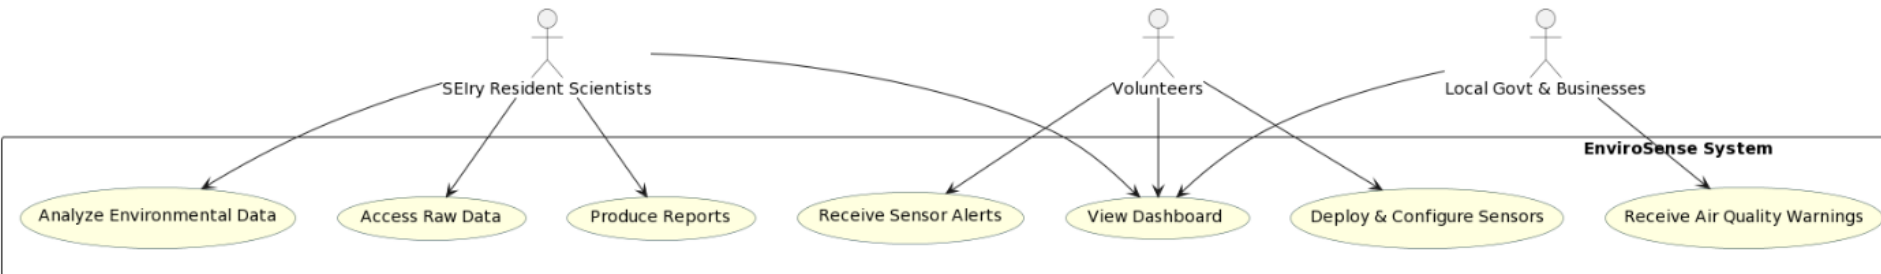 SEIry Resident Scientists
Volunteers
Local Govt & Businesses
EnviroSense System
Analyze Environmental Data
Access Raw Data
Produce Reports
Receive Sensor Alerts
View Dashboard
Deploy & Configure Sensors
Receive Air Quality Warnings